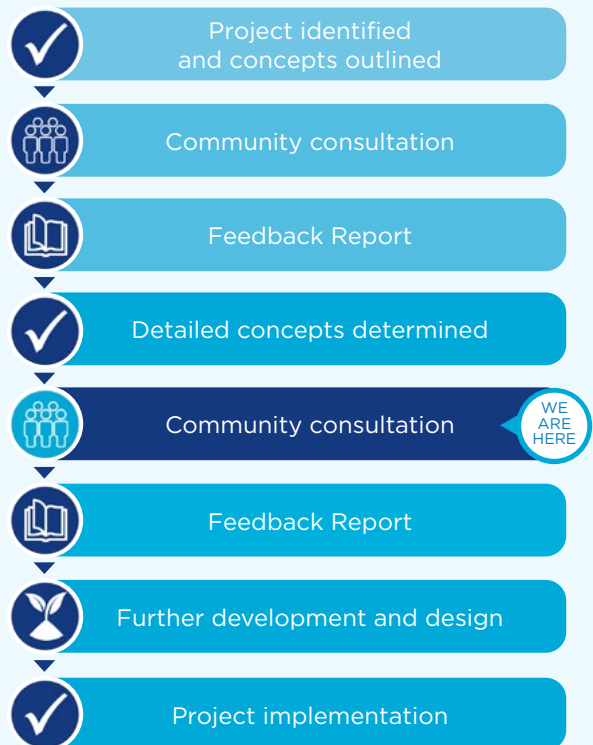 Project identified
and concepts outlined
Community consultation
Feedback Report
Detailed concepts determined
Community consultation
WE
ARE
HERE
Feedback Report
Further development and design
Project implementation